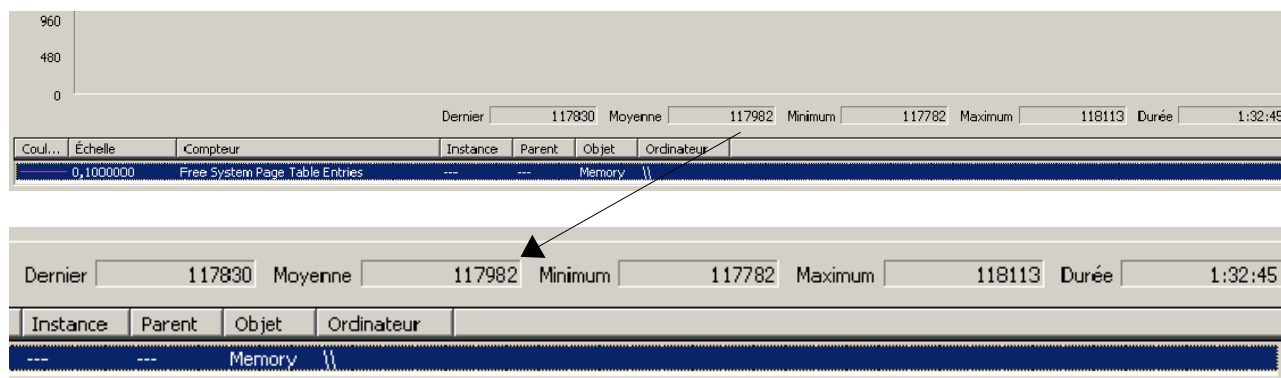 960
480
0
Dernier 117830 Moyenne 117982 Minimum 117782 Maximum 118113 Durée 1:32:45
Coul... Échelle Compteur Instance Parent Objet Ordinateur
0,1000000 Free System Page Table Entries --- --- Memory \\
Dernier 117830 Moyenne 117982 Minimum 117782 Maximum 118113 Durée 1:32:45
Instance Parent Objet Ordinateur
--- --- Memory \\